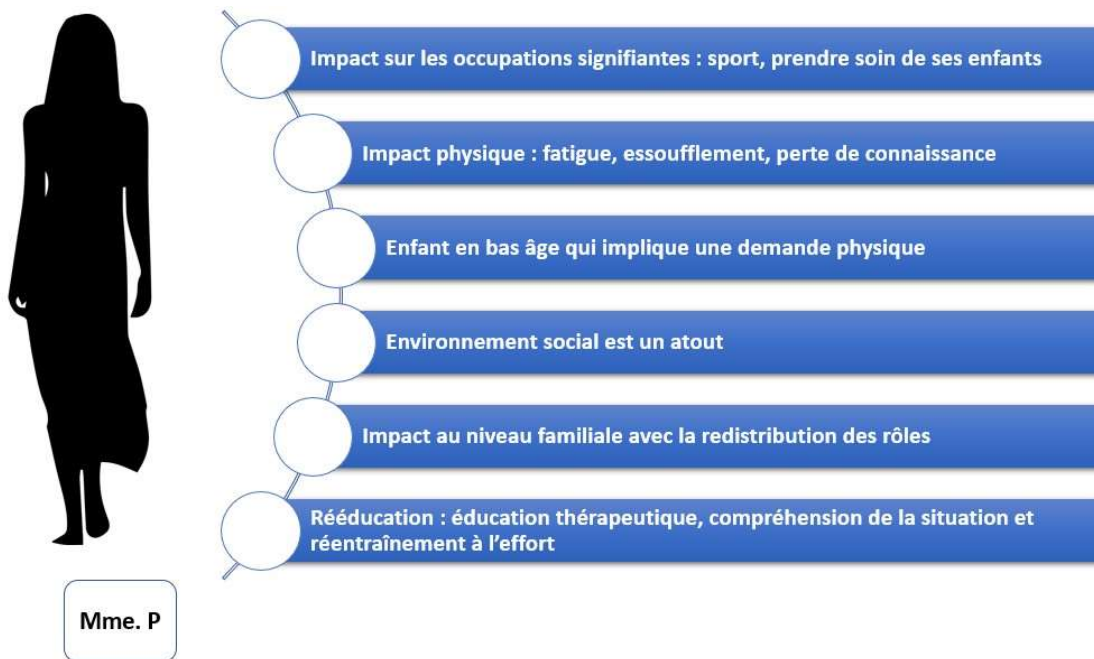 Impact sur les occupations signifiantes : sport, prendre soin de ses enfants
Impact physique : fatigue, essoufflement, perte de connaissance
Enfant en bas âge qui implique une demande physique
Environnement social est un atout
Impact au niveau familiale avec la redistribution des rôles
Rééducation : éducation thérapeutique, compréhension de la situation et
réentraînement à l’effort
Mme. P